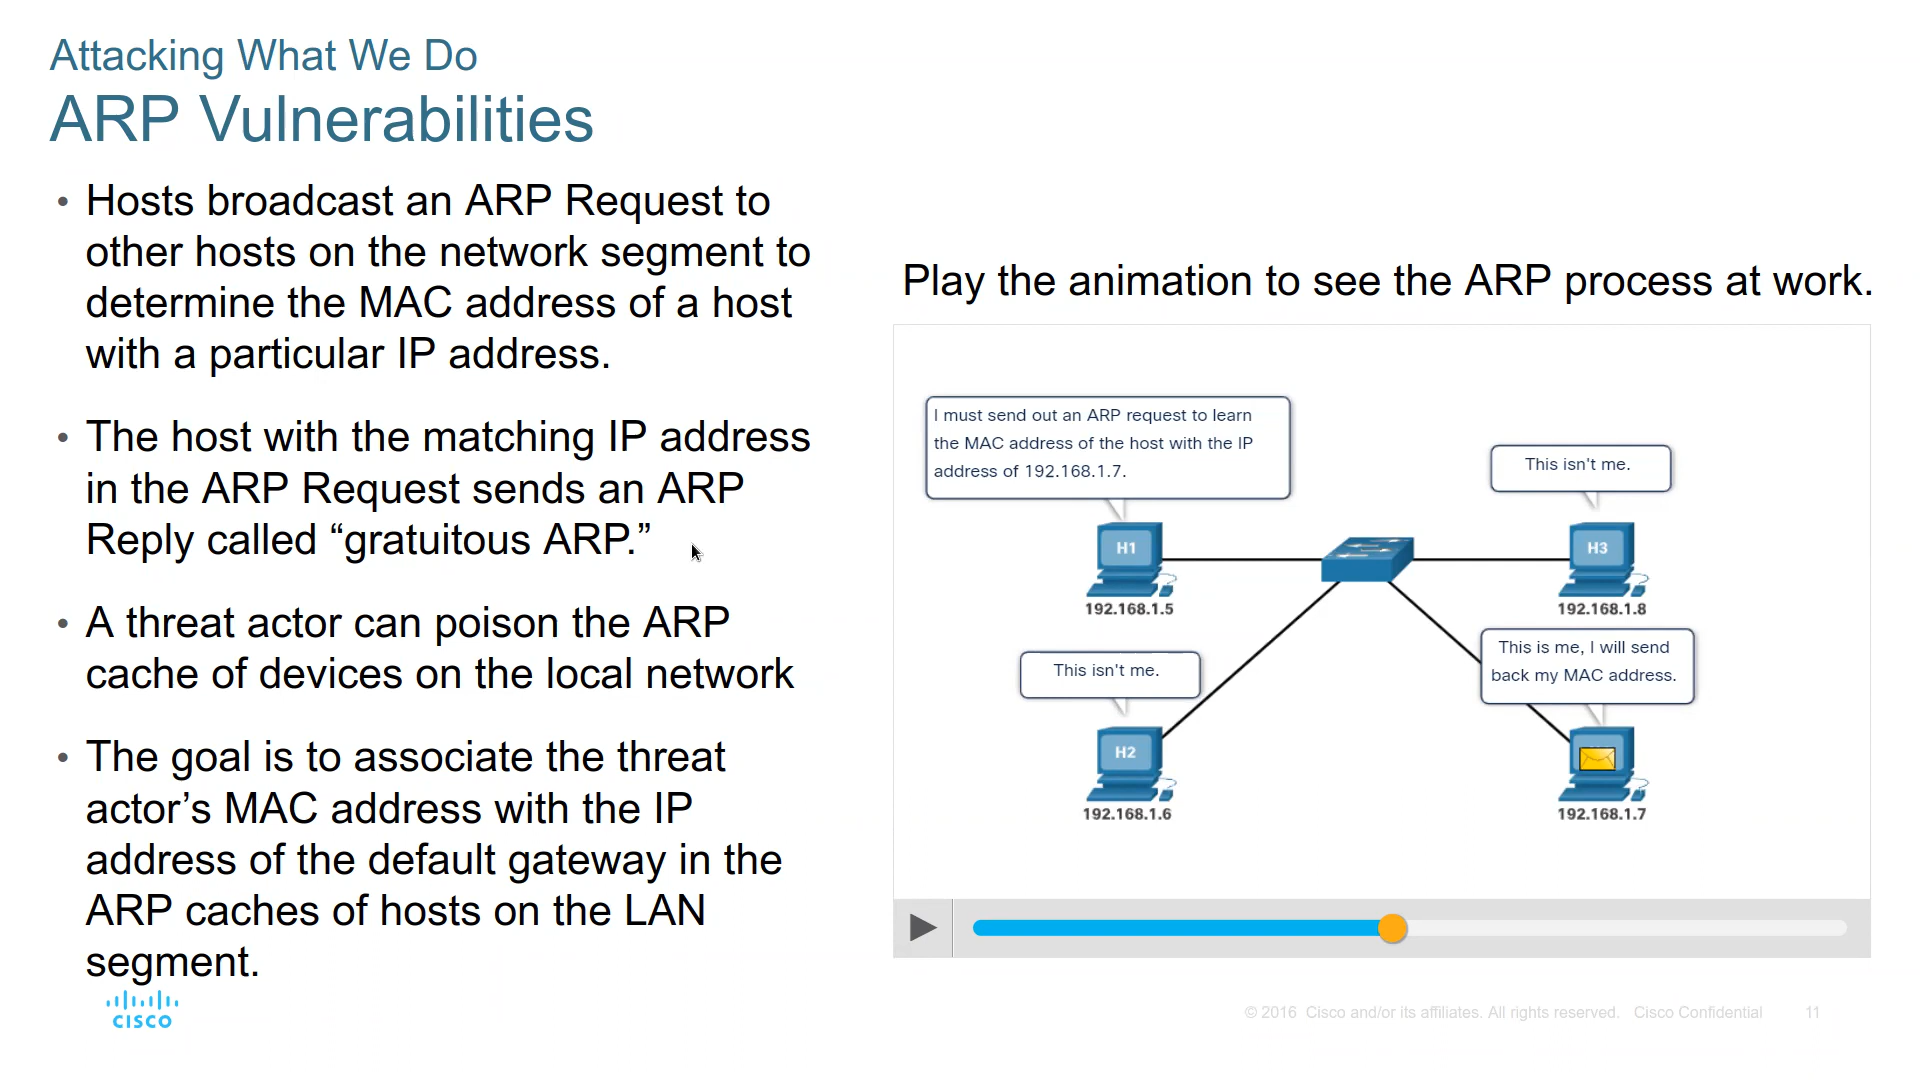 Attacking What We Do
ARP Vulnerabilities
• Hosts broadcast an ARP Request to
other hosts on the network segment to
determine the MAC address of a host
with a particular IP address.
• The host with the matching IP address
in the ARP Request sends an ARP
Reply called “gratuitous ARP.”
• A threat actor can poison the ARP
cache of devices on the local network
• The goal is to associate the threat
actor’s MAC address with the IP
address of the default gateway in the
ARP caches of hosts on the LAN
segment.
Play the animation to see the ARP process at work.
I must send out an ARP request to learn
the MAC address of the host with the IP
address of 192.168.1.7.
This isn't me.
H1
H3
192.168.1.5
192.168.1.8
This isn't me.
This is me, I will send
back my MAC address.
H2
192.168.1.6
192.168.1.7
CISCO
© 2016 Cisco and/or its affiliates. All rights reserved. Cisco Confidential
11